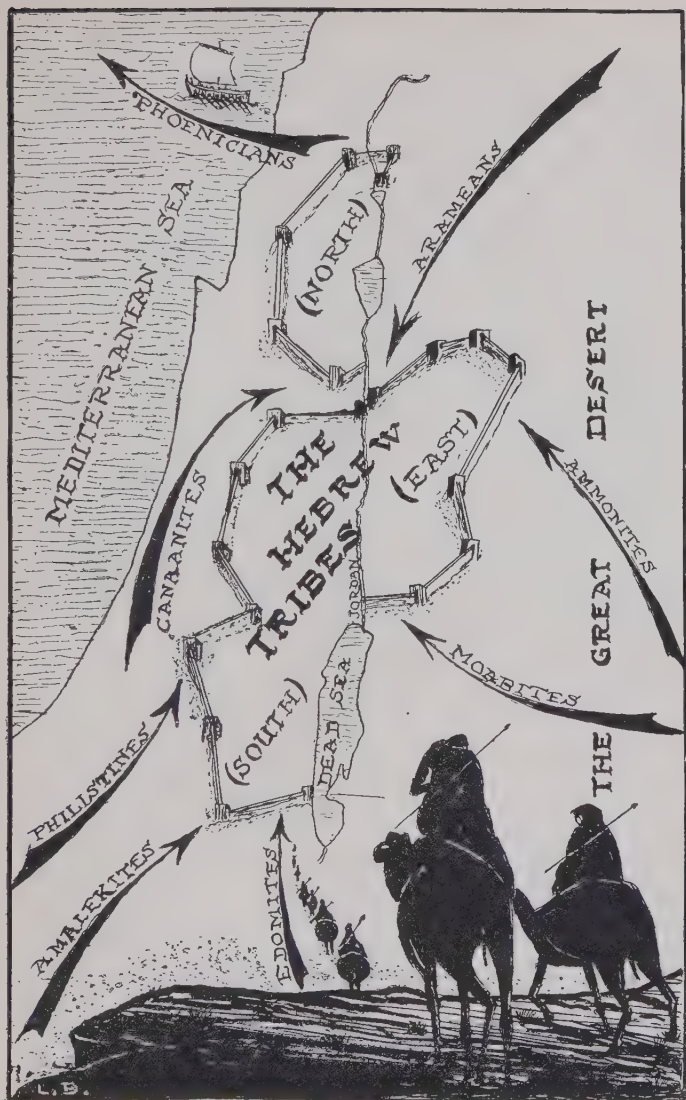 PHOENICIANS
MEDITERRANEAN SEA
ARAMEANS
(NORTH)
THE GREAT DESERT
(EAST)
THE
HEBREW
TRIBES
CANAANITES
AMMONITES
JORDAN
MOABITES
DEAD SEA
(SOUTH)
PHILISTINES
AMALEKITES
EDOMITES
L.B.